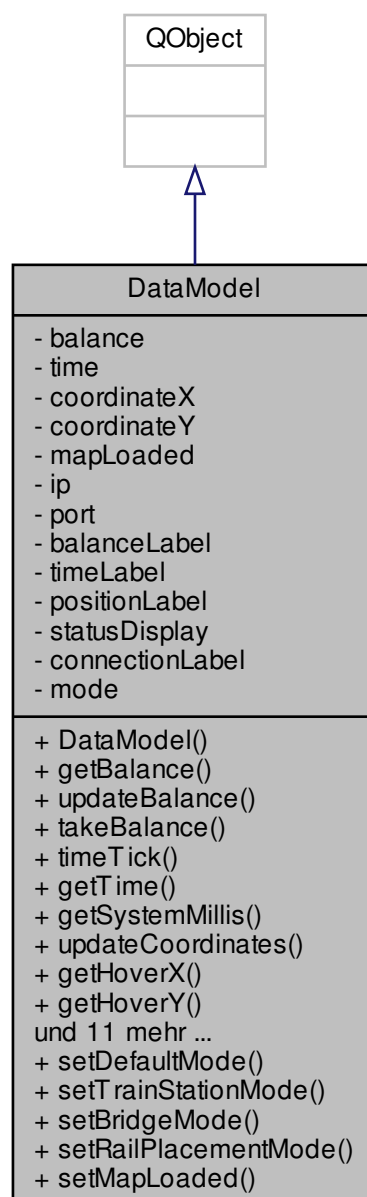 QObject
DataModel
- balance
- time
- coordinateX
- coordinateY
- mapLoaded
- ip
- port
- balanceLabel
- timeLabel
- positionLabel
- statusDisplay
- connectionLabel
- mode
+ DataModel()
+ getBalance()
+ updateBalance()
+ takeBalance()
+ timeTick()
+ getTime()
+ getSystemMillis()
+ updateCoordinates()
+ getHoverX()
+ getHoverY()
und 11 mehr ...
+ setDefaultMode()
+ setTrainStationMode()
+ setBridgeMode()
+ setRailPlacementMode()
+ setMapLoaded()